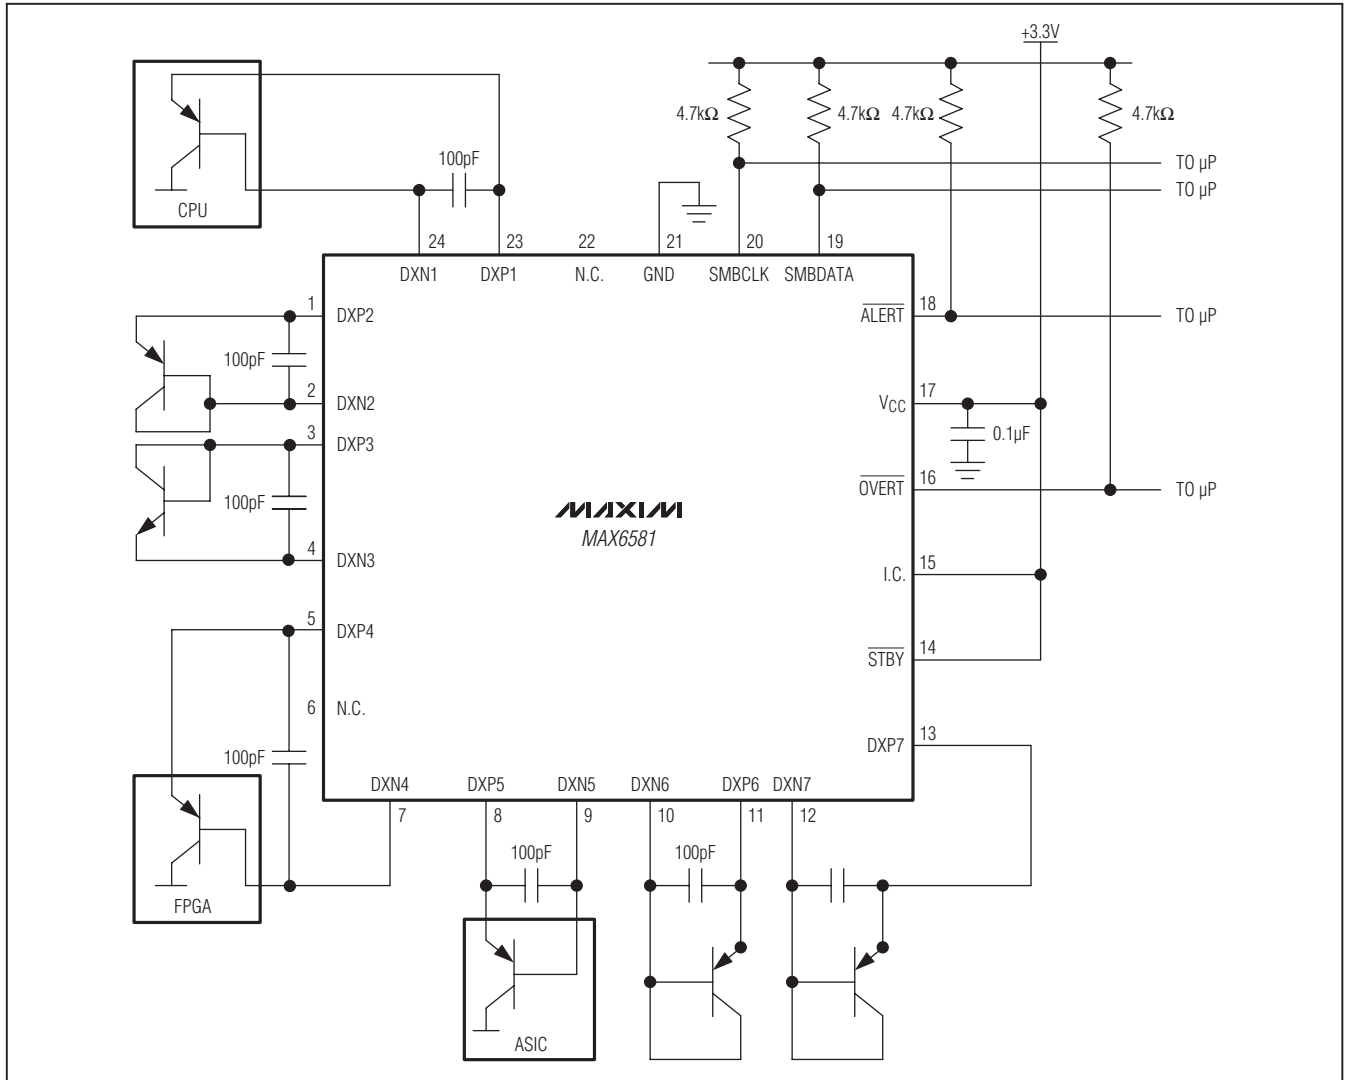 +3.3V
4.7kΩ 4.7kΩ 4.7kΩ 4.7kΩ
100pF
TO µP
TO µP
CPU
24 23 22 21 20 19
DXN1 DXP1 N.C. GND SMBCLK SMBDATA
1 DXP2
ALERT 18
TO µP
100pF
2 DXN2
VCC 17
0.1µF
3 DXP3
100pF
OVERT 16
TO µP
MAXIM
MAX6581
4 DXN3
I.C. 15
5 DXP4
STBY 14
6 N.C.
DXP7 13
100pF
DXN4 DXP5 DXN5 DXN6 DXP6 DXN7
7 8 9 10 11 12
100pF 100pF
FPGA
ASIC